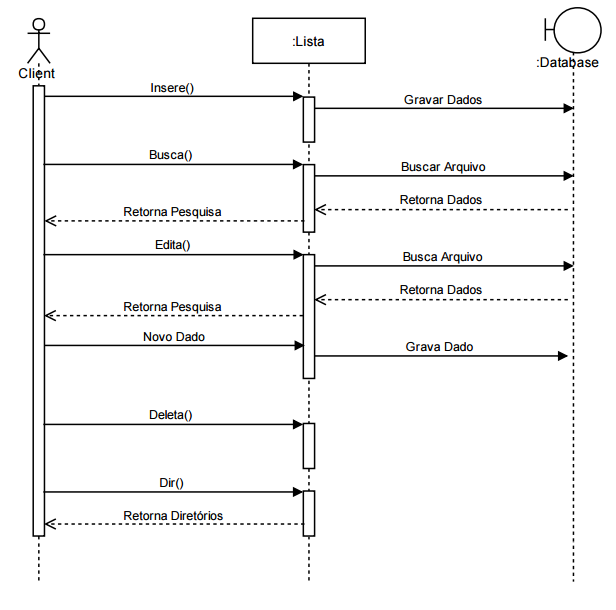 :Lista
Client
:Database
Insere()
Gravar Dados
Busca()
Buscar Arquivo
Retorna Dados
Retorna Pesquisa
Edita()
Busca Arquivo
Retorna Dados
Retorna Pesquisa
Novo Dado
Grava Dado
Deleta()
Dir()
Retorna Diretórios